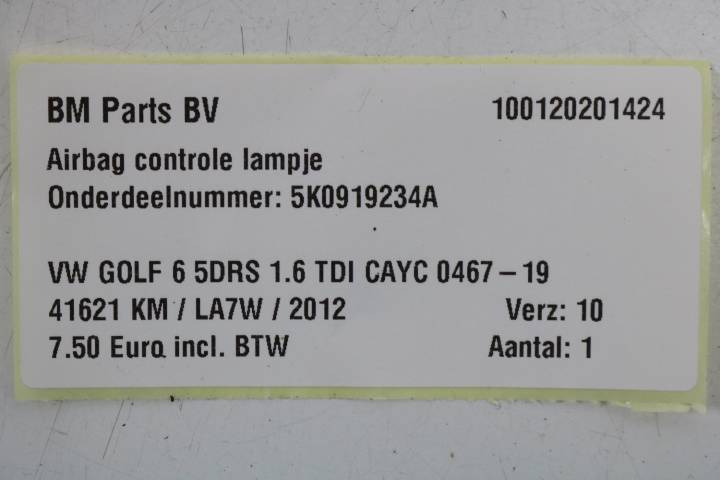 BM Parts BV 100120201424
Airbag controle lampje
Onderdeelnummer: 5K0919234A
VW GOLF 6 5DRS 1.6 TDI CAYC 0467 – 19
41621 KM / LA7W / 2012 Verz: 10
7.50 Euro incl. BTW Aantal: 1